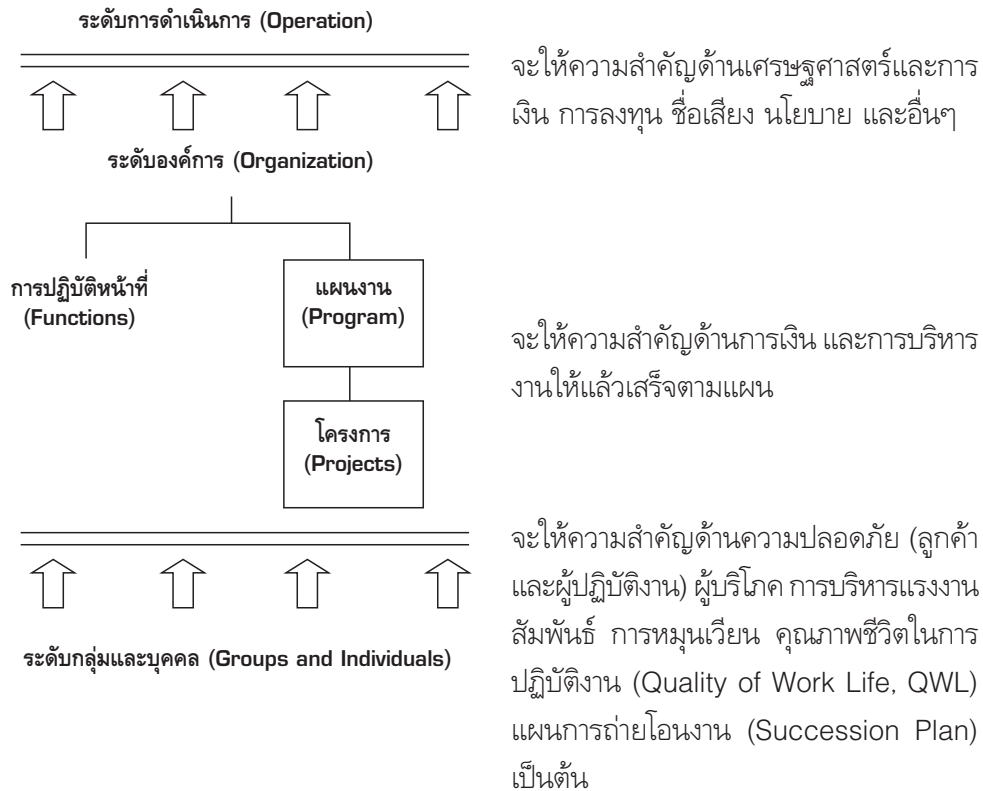 ระดับการดำเนินการ (Operation)
จะให้ความสำคัญด้านเศรษฐศาสตร์และการ
เงิน การลงทุน ชื่อเสียง นโยบาย และอื่นๆ
ระดับองค์การ (Organization)
การปฏิบัติหน้าที่
(Functions)
แผนงาน
(Program)
จะให้ความสำคัญด้านการเงิน และการบริหาร
งานให้แล้วเสร็จตามแผน
โครงการ
(Projects)
จะให้ความสำคัญด้านความปลอดภัย (ลูกค้า
และผู้ปฏิบัติงาน) ผู้บริโภค การบริหารแรงงาน
สัมพันธ์ การหมุนเวียน คุณภาพชีวิตในการ
ปฏิบัติงาน (Quality of Work Life, QWL)
แผนการถ่ายโอนงาน (Succession Plan)
เป็นต้น
ระดับกลุ่มและบุคคล (Groups and Individuals)